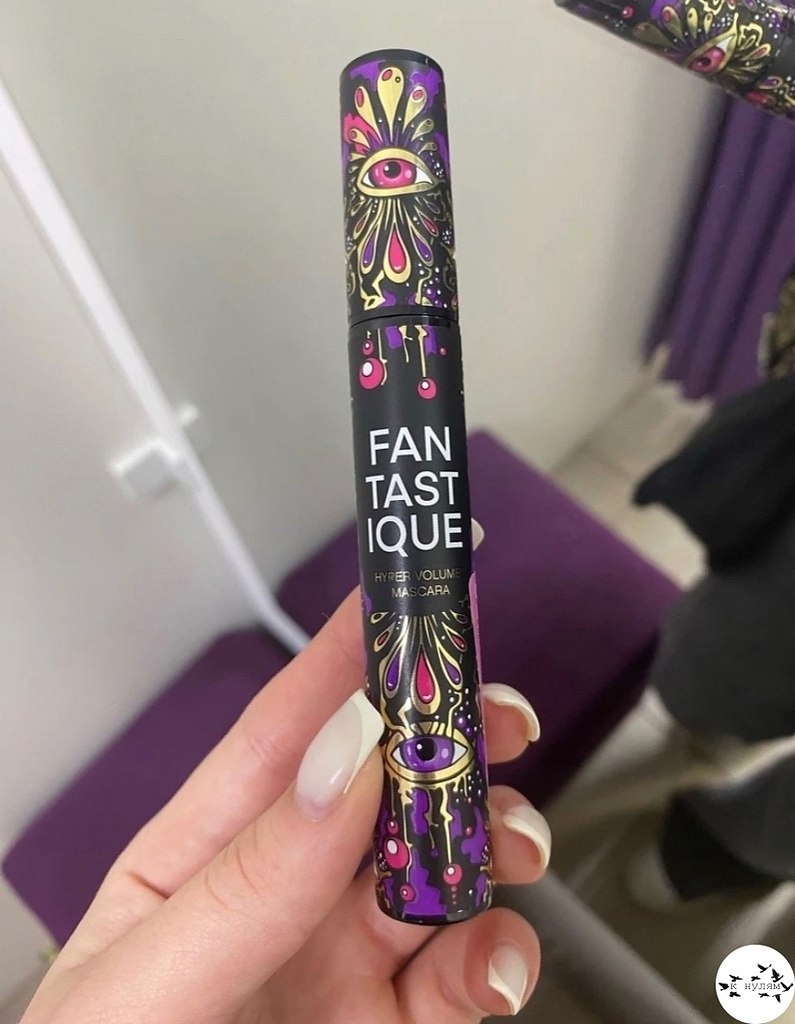 FAN
TAST
IQUE
HYPER VOLUME
MASCARA
к нулям